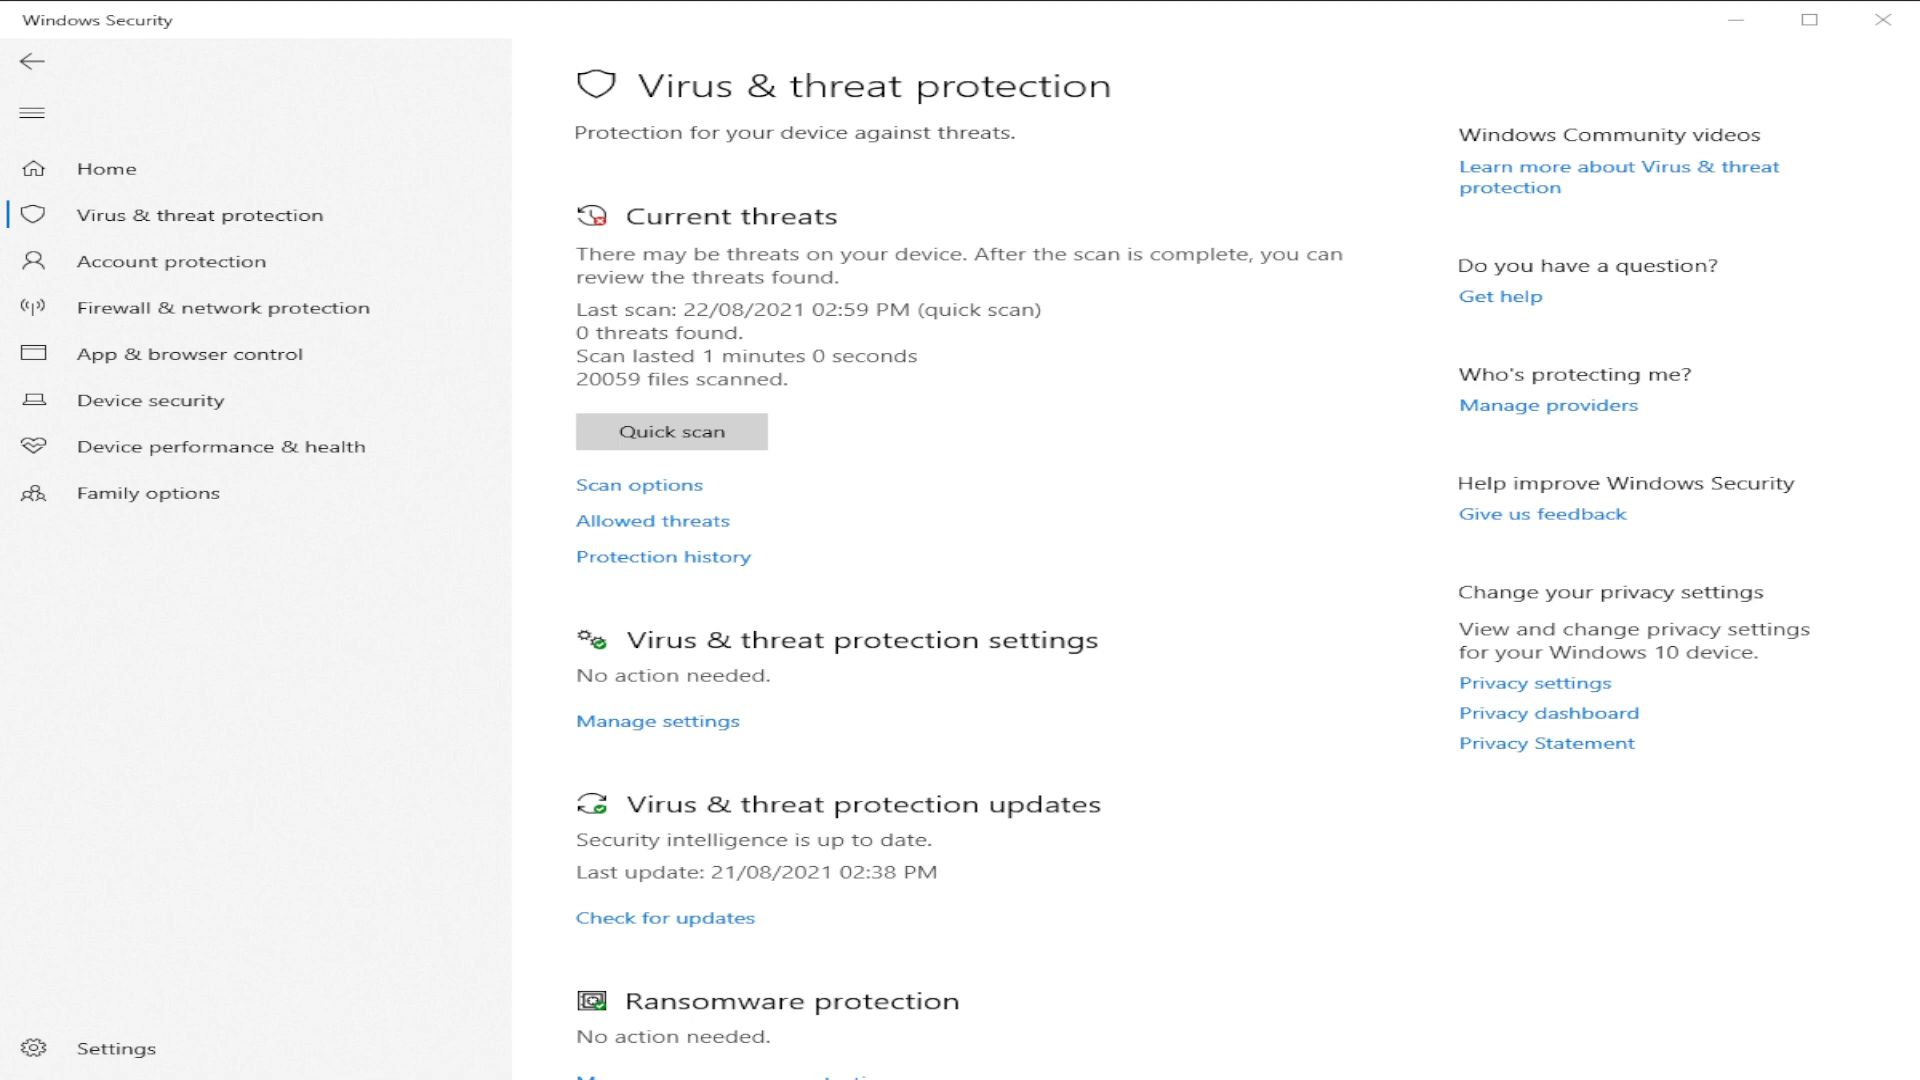 Windows Security
Home
Virus & threat protection
Account protection
Firewall & network protection
App & browser control
Device security
Device performance & health
Family options
Settings
Virus & threat protection
Protection for your device against threats.
Current threats
There may be threats on your device. After the scan is complete, you can
review the threats found.
Last scan: 22/08/2021 02:59 PM (quick scan)
0 threats found.
Scan lasted 1 minutes 0 seconds
20059 files scanned.
Quick scan
Scan options
Allowed threats
Protection history
Virus & threat protection settings
No action needed.
Manage settings
Virus & threat protection updates
Security intelligence is up to date.
Last update: 21/08/2021 02:38 PM
Check for updates
Ransomware protection
No action needed.
Windows Community videos
Learn more about Virus & threat
protection
Do you have a question?
Get help
Who's protecting me?
Manage providers
Help improve Windows Security
Give us feedback
Change your privacy settings
View and change privacy settings
for your Windows 10 device.
Privacy settings
Privacy dashboard
Privacy Statement